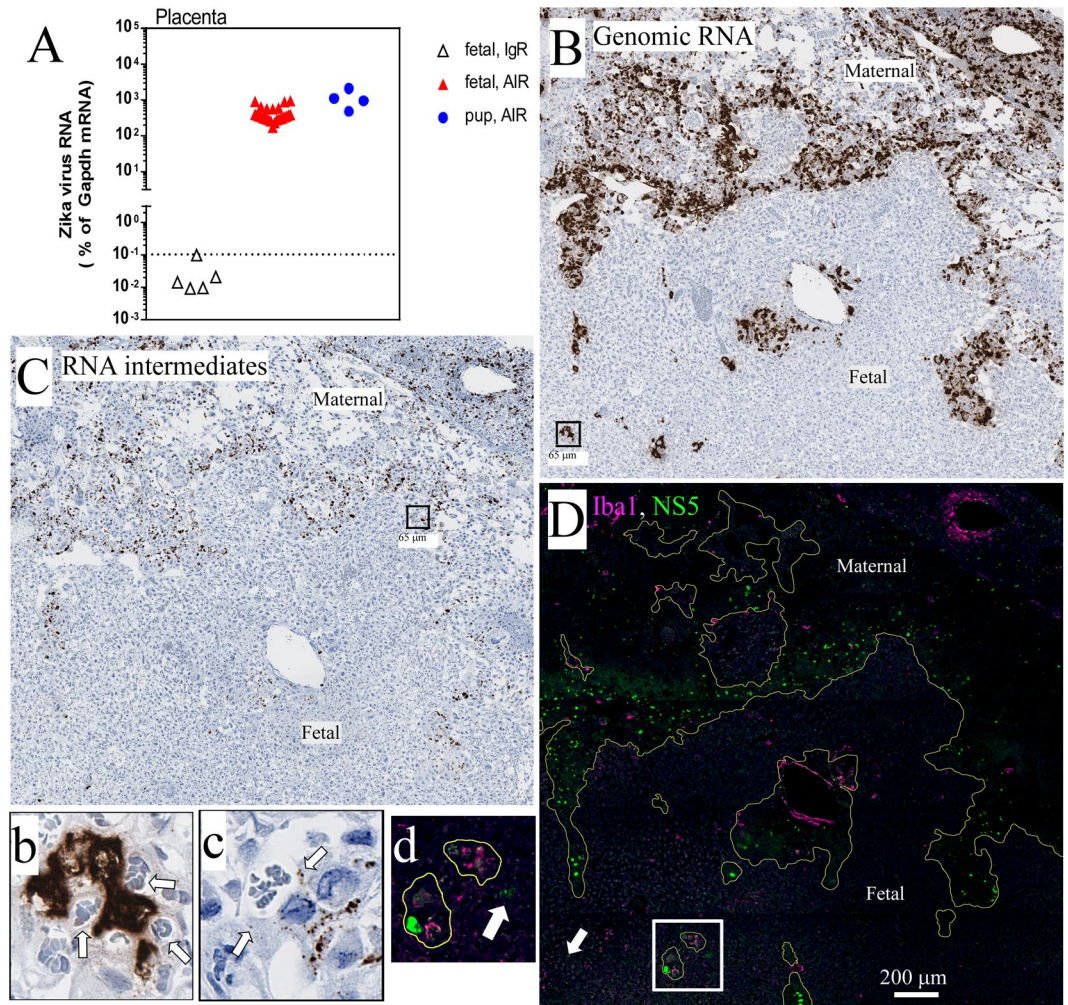 A
Placenta
10^5
10^4
10^3
10^2
10^1
10^0
10^-1
10^-2
10^-3
Zika virus RNA
( % of Gapdh mRNA)
fetal, IgR
fetal, AIR
pup, AIR
B
Genomic RNA
Maternal
Fetal
65 µm
C
RNA intermediates
Maternal
65 µm
Fetal
D
Iba1, NS5
Maternal
Fetal
200 µm
b
c
d